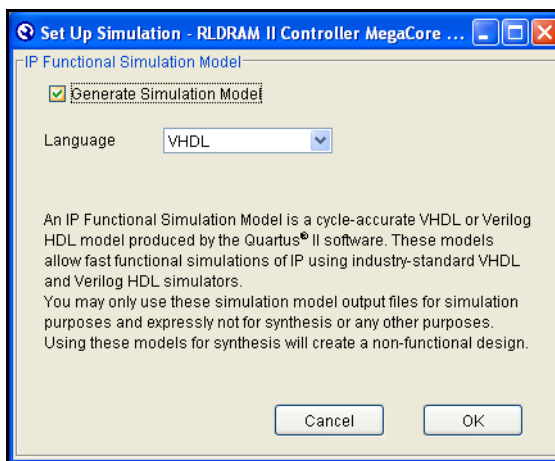 Set Up Simulation - RLDRAM II Controller MegaCore ...
IP Functional Simulation Model
Generate Simulation Model
Language VHDL
An IP Functional Simulation Model is a cycle-accurate VHDL or Verilog
HDL model produced by the Quartus® II software. These models
allow fast functional simulations of IP using industry-standard VHDL
and Verilog HDL simulators.
You may only use these simulation model output files for simulation
purposes and expressly not for synthesis or any other purposes.
Using these models for synthesis will create a non-functional design.
Cancel OK